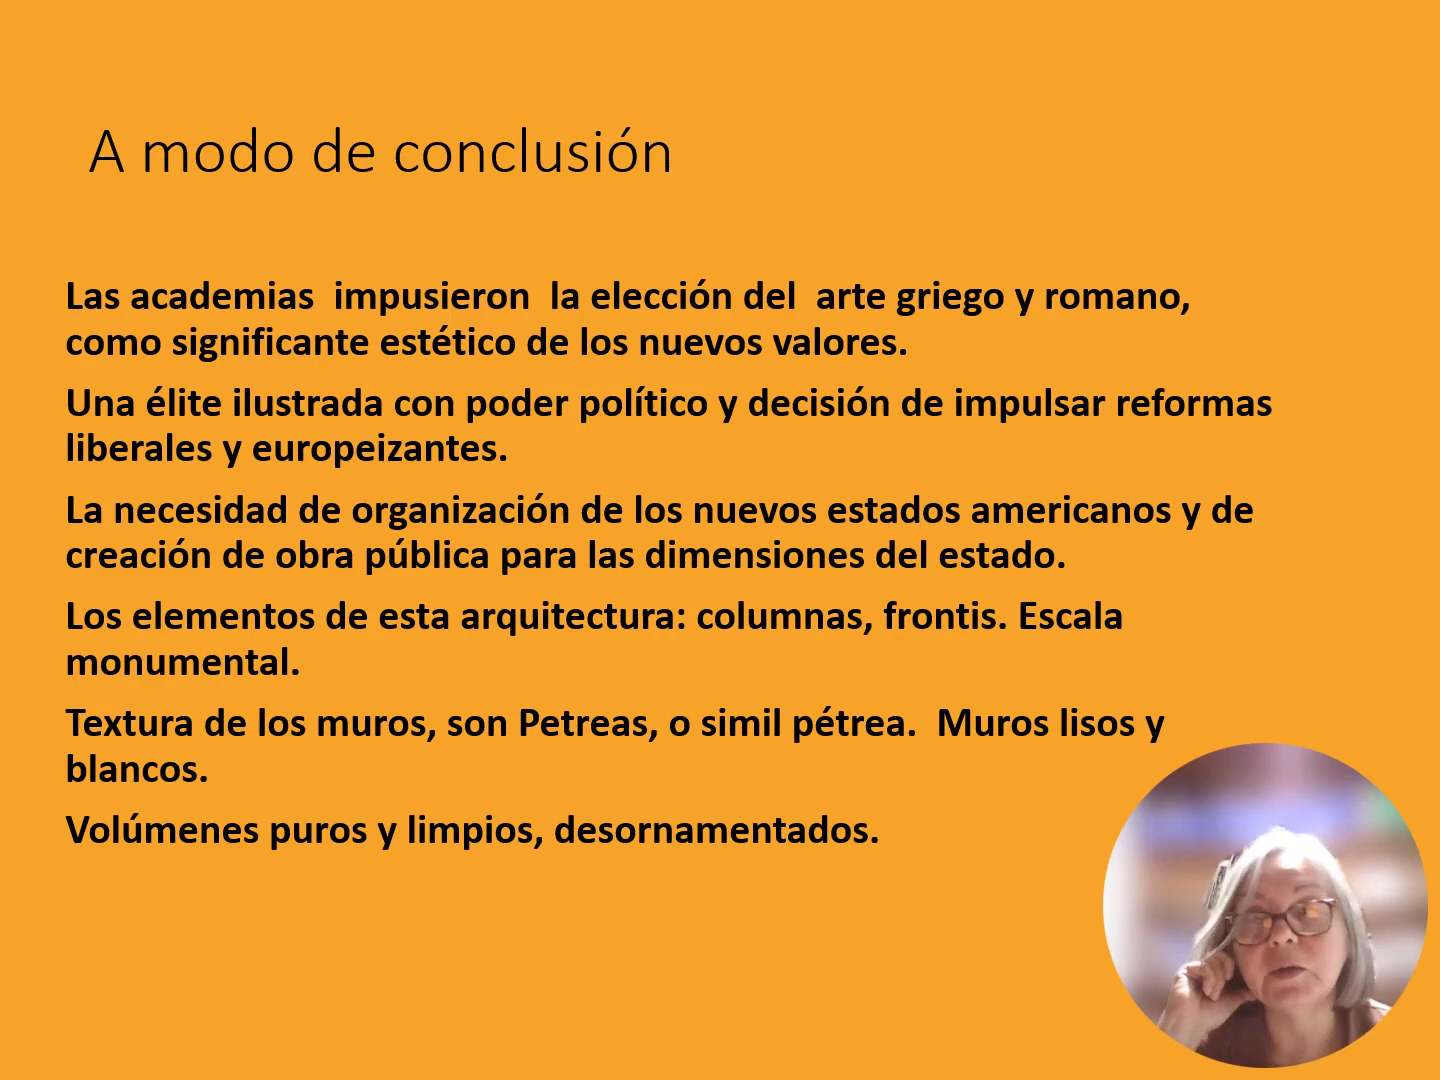 A modo de conclusión
Las academias  impusieron  la elección del  arte griego y romano,
como significante estético de los nuevos valores.
Una élite ilustrada con poder político y decisión de impulsar reformas
liberales y europeizantes.
La necesidad de organización de los nuevos estados americanos y de
creación de obra pública para las dimensiones del estado.
Los elementos de esta arquitectura: columnas, frontis. Escala
monumental.
Textura de los muros, son Petreas, o simil pétrea.  Muros lisos y
blancos.
Volúmenes puros y limpios, desornamentados.